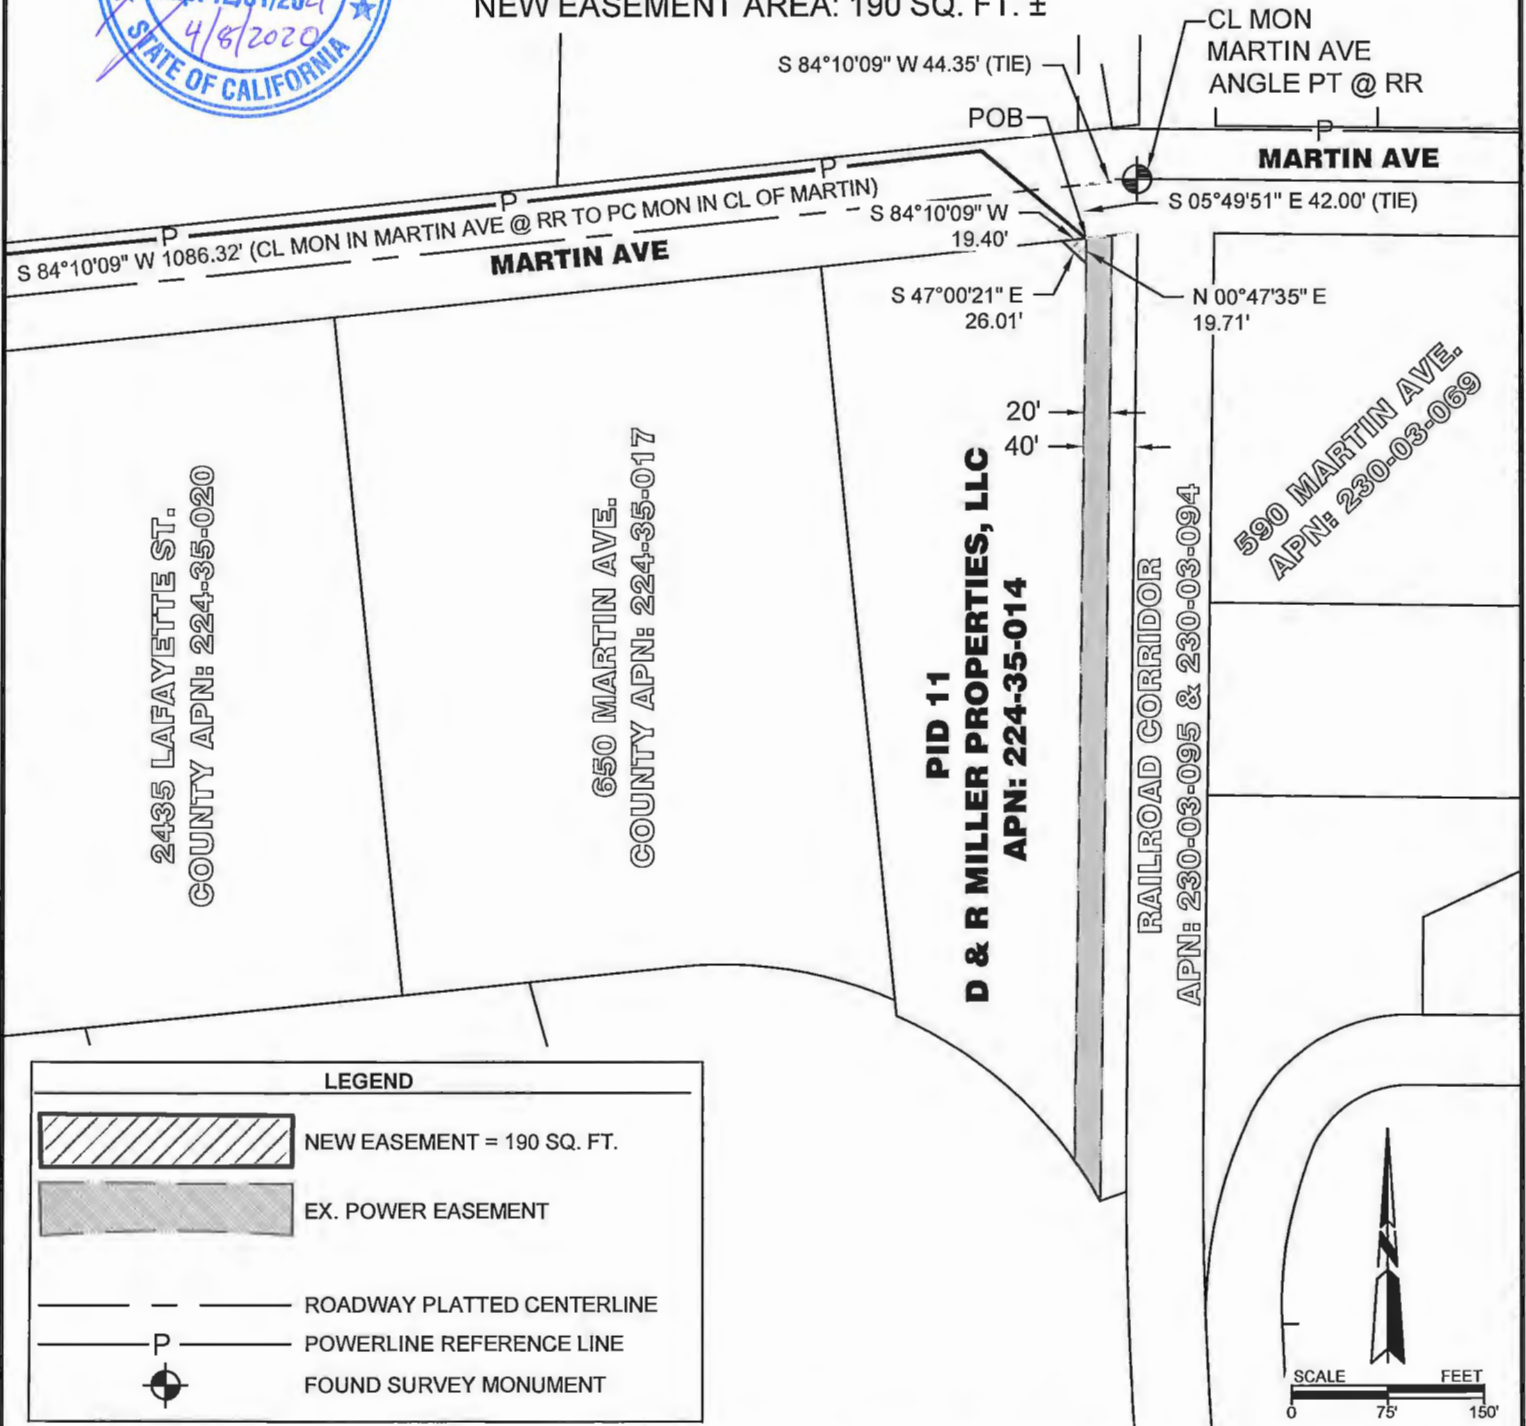 4/8/2020
STATE OF CALIFORNIA
NEW EASEMENT AREA: 190 SQ. FT. ±
CL MON
MARTIN AVE
ANGLE PT @ RR
S 84°10'09" W 44.35' (TIE)
POB
P
MARTIN AVE
P
P
P
S 84°10'09" W 1086.32' (CL MON IN MARTIN AVE @ RR TO PC MON IN CL OF MARTIN)
MARTIN AVE
S 84°10'09" W
19.40'
S 05°49'51" E 42.00' (TIE)
S 47°00'21" E
26.01'
N 00°47'35" E
19.71'
20'
40'
2435 LAFAYETTE ST.
COUNTY APN: 224-35-020
650 MARTIN AVE.
COUNTY APN: 224-35-017
PID 11
D & R MILLER PROPERTIES, LLC
APN: 224-35-014
RAILROAD CORRIDOR
APN: 230-03-095 & 230-03-094
590 MARTIN AVE.
APN: 230-03-069
LEGEND
NEW EASEMENT = 190 SQ. FT.
EX. POWER EASEMENT
ROADWAY PLATTED CENTERLINE
P
POWERLINE REFERENCE LINE
FOUND SURVEY MONUMENT
N
SCALE FEET
0 75' 150'